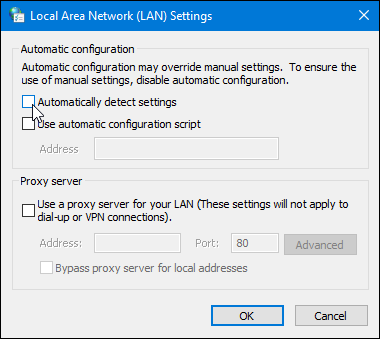 Local Area Network (LAN) Settings
Automatic configuration
Automatic configuration may override manual settings. To ensure the
use of manual settings, disable automatic configuration.
Automatically detect settings
Use automatic configuration script
Address
Proxy server
Use a proxy server for your LAN (These settings will not apply to
dial-up or VPN connections).
Address: Port: 80 Advanced
Bypass proxy server for local addresses
OK Cancel